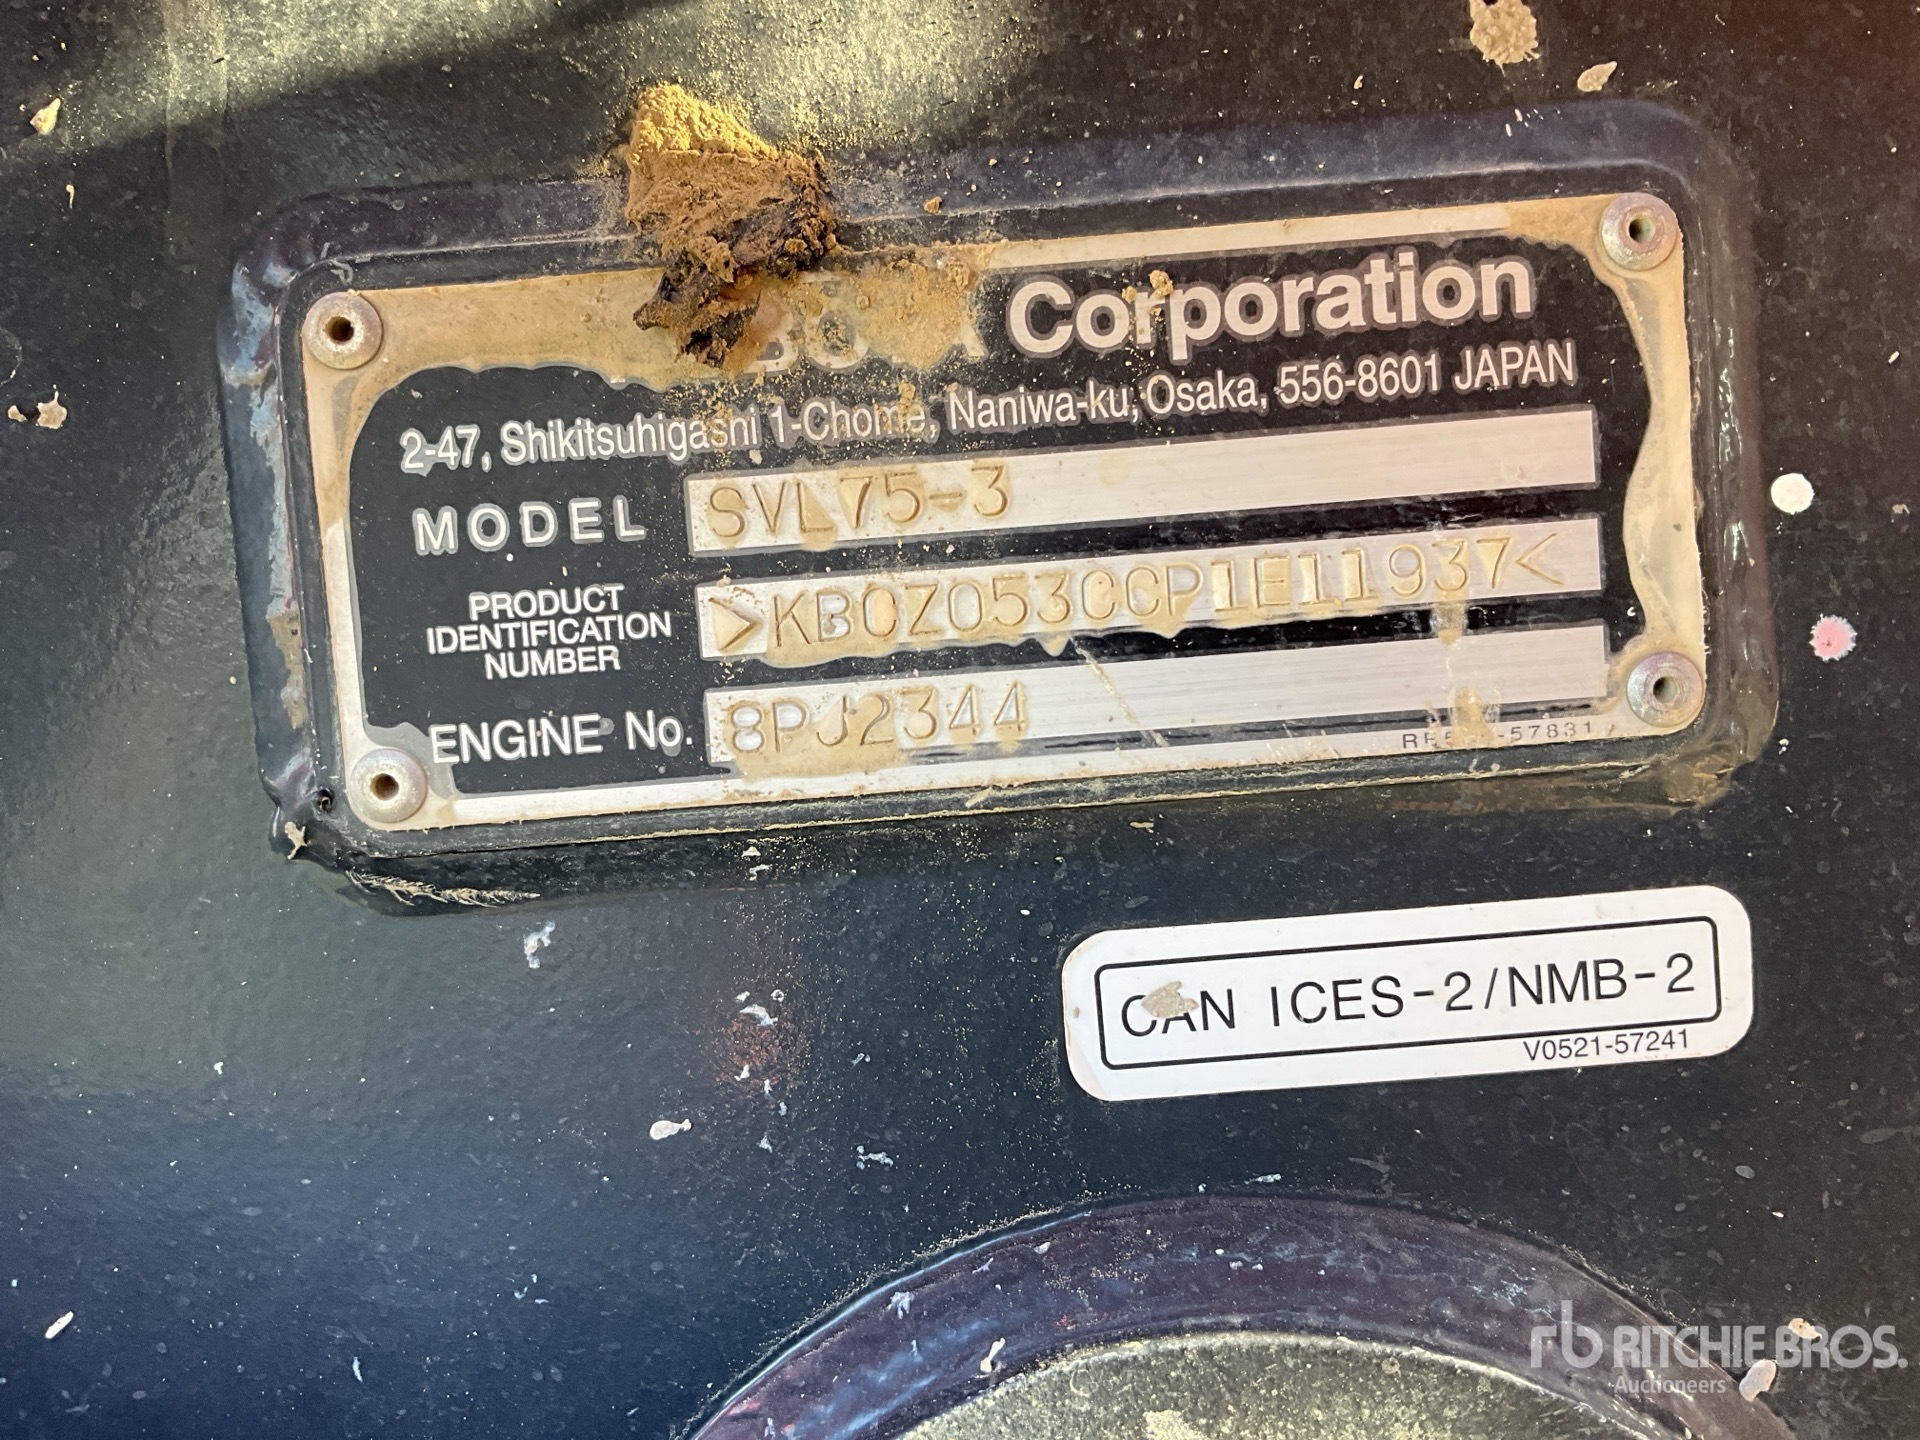 Corporation
2-47, Shikitsuhigashi 1-Chome, Naniwa-ku, Osaka, 556-8601 JAPAN
MODEL SVL75-3
PRODUCT IDENTIFICATION NUMBER >KBCZ053CCP1E11937<
ENGINE No. 8PJ2344
CAN ICES-2/NMB-2
V0521-57241
rb RITCHIE BROS.
Auctioneers